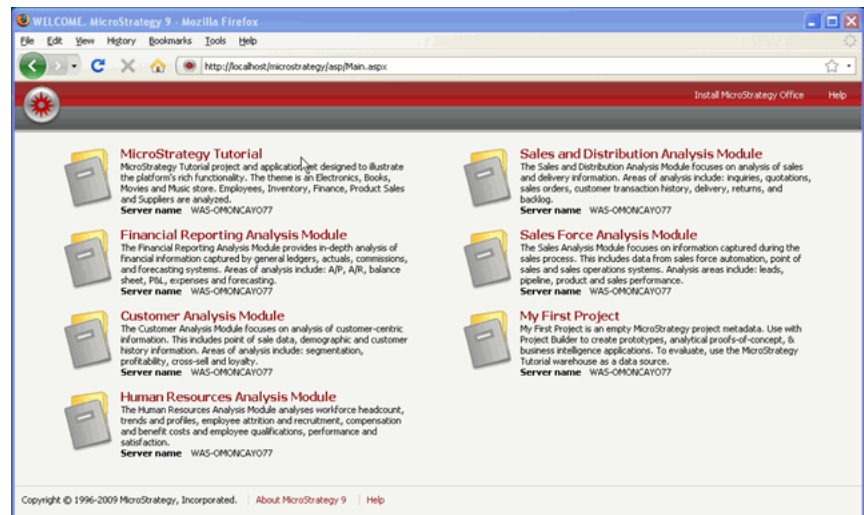 WELCOME. MicroStrategy 9 - Mozilla Firefox
File Edit View History Bookmarks Tools Help
http://localhost/microstrategy/asp/Main.aspx
Install MicroStrategy Office Help
MicroStrategy Tutorial
MicroStrategy Tutorial project and application set designed to illustrate
the platform's rich functionality. The theme is an Electronics, Books,
Movies and Music store. Employees, Inventory, Finance, Product Sales
and Suppliers are analyzed.
Server name WAS-OMONCAYO77
Financial Reporting Analysis Module
The Financial Reporting Analysis Module provides in-depth analysis of
financial information captured by general ledgers, actuals, commissions,
and forecasting systems. Areas of analysis include: A/P, A/R, balance
sheet, P&L, expenses and forecasting.
Server name WAS-OMONCAYO77
Customer Analysis Module
The Customer Analysis Module focuses on analysis of customer-centric
information. This includes point of sale data, demographic and customer
history information. Areas of analysis include: segmentation,
profitability, cross-sell and loyalty.
Server name WAS-OMONCAYO77
Human Resources Analysis Module
The Human Resources Analysis Module analyses workforce headcount,
trends and profiles, employee attrition and recruitment, compensation
and benefit costs and employee qualifications, performance and
satisfaction.
Server name WAS-OMONCAYO77
Sales and Distribution Analysis Module
The Sales and Distribution Analysis Module focuses on analysis of sales
and delivery information. Areas of analysis include: inquiries, quotations,
sales orders, customer transaction history, delivery, returns, and
backlog.
Server name WAS-OMONCAYO77
Sales Force Analysis Module
The Sales Analysis Module focuses on information captured during the
sales process. This includes data from sales force automation, point of
sales and sales operations systems. Analysis areas include: leads,
pipeline, product and sales performance.
Server name WAS-OMONCAYO77
My First Project
My First Project is an empty MicroStrategy project metadata. Use with
Project Builder to create prototypes, analytical proofs-of-concept, &
business intelligence applications. To evaluate, use the MicroStrategy
Tutorial warehouse as a data source.
Server name WAS-OMONCAYO77
Copyright © 1996-2009 MicroStrategy, Incorporated. | About MicroStrategy 9 | Help